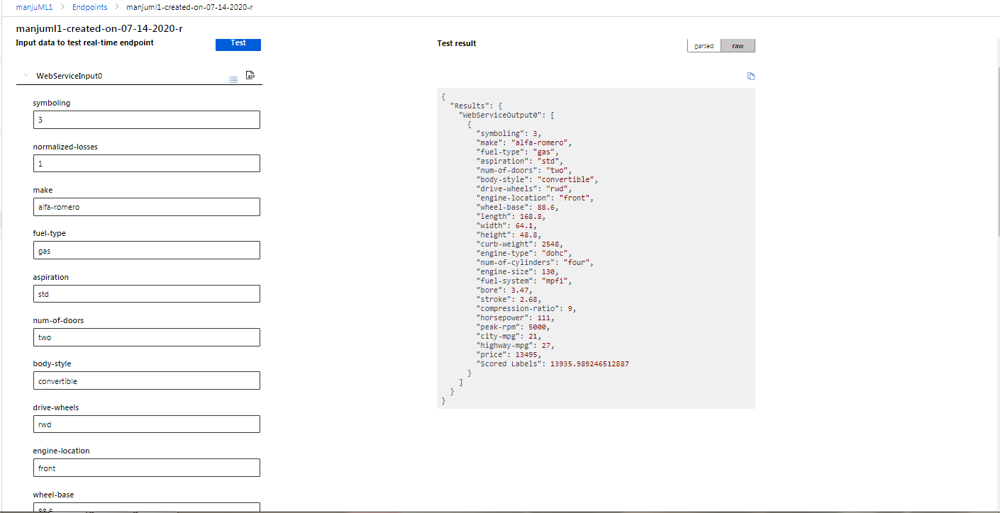 manjuML1 > Endpoints > manjuml1-created-on-07-14-2020-r
manjuml1-created-on-07-14-2020-r
Input data to test real-time endpoint
Test
WebServiceInput0
symboling
3
normalized-losses
1
make
alfa-romero
fuel-type
gas
aspiration
std
num-of-doors
two
body-style
convertible
drive-wheels
rwd
engine-location
front
wheel-base
88.6
Test result
parsed raw
{
"Results": {
"WebServiceOutput0": [
{
"symboling": 3,
"make": "alfa-romero",
"fuel-type": "gas",
"aspiration": "std",
"num-of-doors": "two",
"body-style": "convertible",
"drive-wheels": "rwd",
"engine-location": "front",
"wheel-base": 88.6,
"length": 168.8,
"width": 64.1,
"height": 48.8,
"curb-weight": 2548,
"engine-type": "dohc",
"num-of-cylinders": "four",
"engine-size": 130,
"fuel-system": "mpfi",
"bore": 3.47,
"stroke": 2.68,
"compression-ratio": 9,
"horsepower": 111,
"peak-rpm": 5000,
"city-mpg": 21,
"highway-mpg": 27,
"price": 13495,
"Scored Labels": 13935.989246512887
}
]
}
}